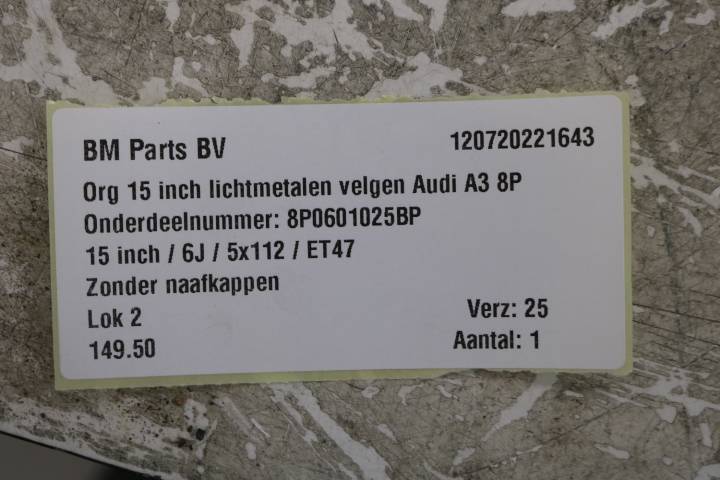 BM Parts BV 120720221643
Org 15 inch lichtmetalen velgen Audi A3 8P
Onderdeelnummer: 8P0601025BP
15 inch / 6J / 5x112 / ET47
Zonder naafkappen
Lok 2 Verz: 25
149.50 Aantal: 1